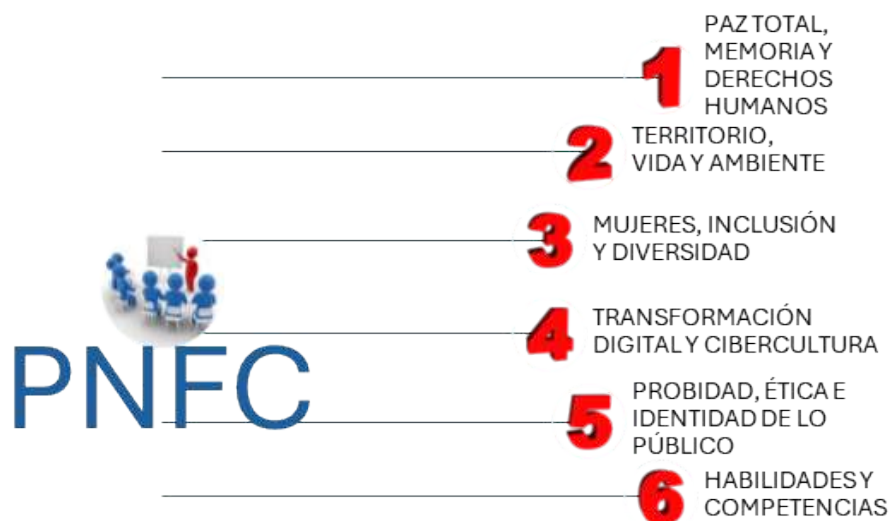 1
PAZ TOTAL,
MEMORIA Y
DERECHOS
HUMANOS
2
TERRITORIO,
VIDA Y AMBIENTE
3
MUJERES, INCLUSIÓN
Y DIVERSIDAD
4
TRANSFORMACIÓN
DIGITAL Y CIBERCULTURA
PNFC
5
PROBIDAD, ÉTICA E
IDENTIDAD DE LO
PÚBLICO
6
HABILIDADES Y
COMPETENCIAS